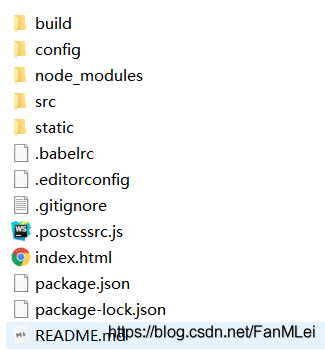 build
config
node_modules
src
static
.babelrc
.editorconfig
.gitignore
.postcssrc.js
index.html
package.json
package-lock.json
README.md
https://blog.csdn.net/FanMLei